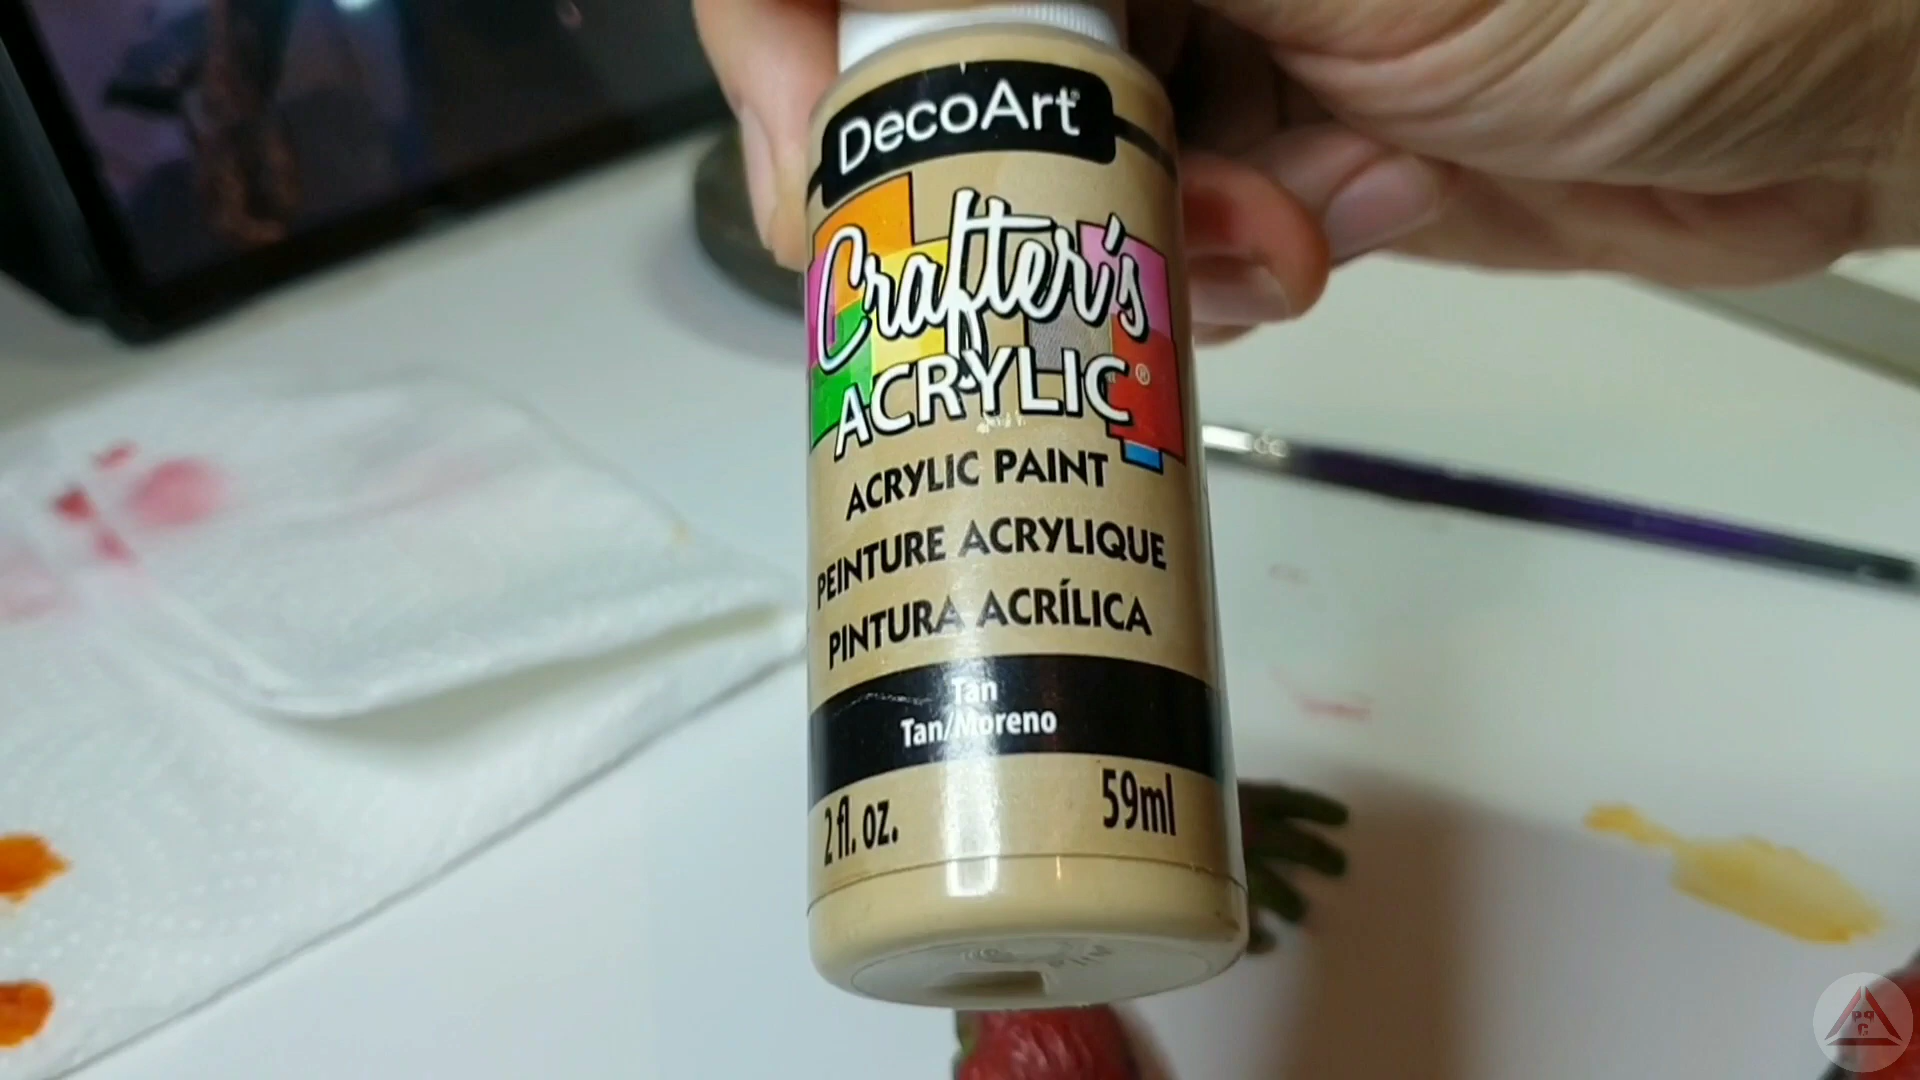 DecoArt
Crafter's
ACRYLIC®
ACRYLIC PAINT
PEINTURE ACRYLIQUE
PINTURA ACRÍLICA
Tan
Tan/Moreno
2 fl. oz. 59ml